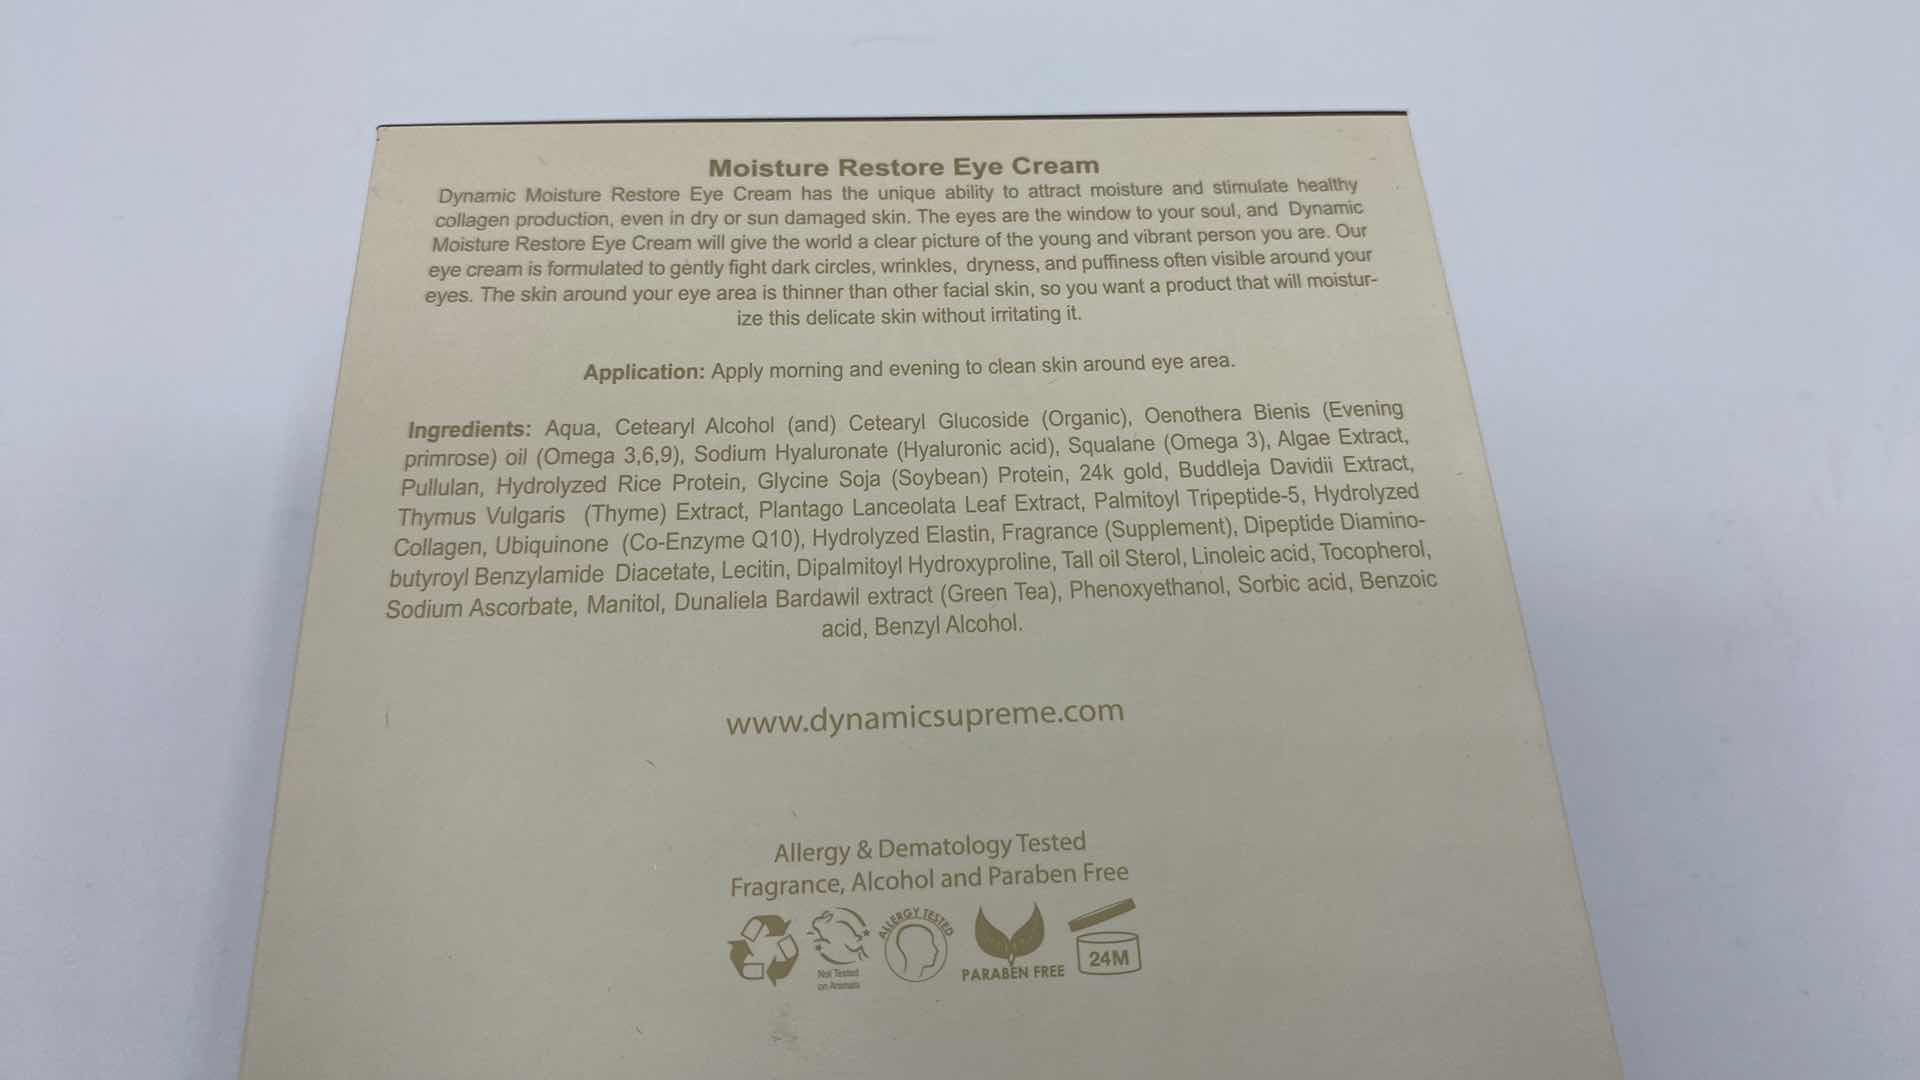 Moisture Restore Eye Cream
Dynamic Moisture Restore Eye Cream has the unique ability to attract moisture and stimulate healthy
collagen production, even in dry or sun damaged skin. The eyes are the window to your soul, and Dynamic
Moisture Restore Eye Cream will give the world a clear picture of the young and vibrant person you are. Our
eye cream is formulated to gently fight dark circles, wrinkles, dryness, and puffiness often visible around your
eyes. The skin around your eye area is thinner than other facial skin, so you want a product that will moistur-
ize this delicate skin without irritating it.
Application: Apply morning and evening to clean skin around eye area.
Ingredients: Aqua, Cetearyl Alcohol (and) Cetearyl Glucoside (Organic), Oenothera Bienis (Evening
primrose) oil (Omega 3,6,9), Sodium Hyaluronate (Hyaluronic acid), Squalane (Omega 3), Algae Extract,
Pullulan, Hydrolyzed Rice Protein, Glycine Soja (Soybean) Protein, 24k gold, Buddleja Davidii Extract,
Thymus Vulgaris (Thyme) Extract, Plantago Lanceolata Leaf Extract, Palmitoyl Tripeptide-5, Hydrolyzed
Collagen, Ubiquinone (Co-Enzyme Q10), Hydrolyzed Elastin, Fragrance (Supplement), Dipeptide Diamino-
butyroyl Benzylamide Diacetate, Lecitin, Dipalmitoyl Hydroxyproline, Tall oil Sterol, Linoleic acid, Tocopherol,
Sodium Ascorbate, Manitol, Dunaliela Bardawil extract (Green Tea), Phenoxyethanol, Sorbic acid, Benzoic
acid, Benzyl Alcohol.
www.dynamicsupreme.com
Allergy & Dematology Tested
Fragrance, Alcohol and Paraben Free
ALLERGY TESTED
Not Tested
on Animals
PARABEN FREE
24M